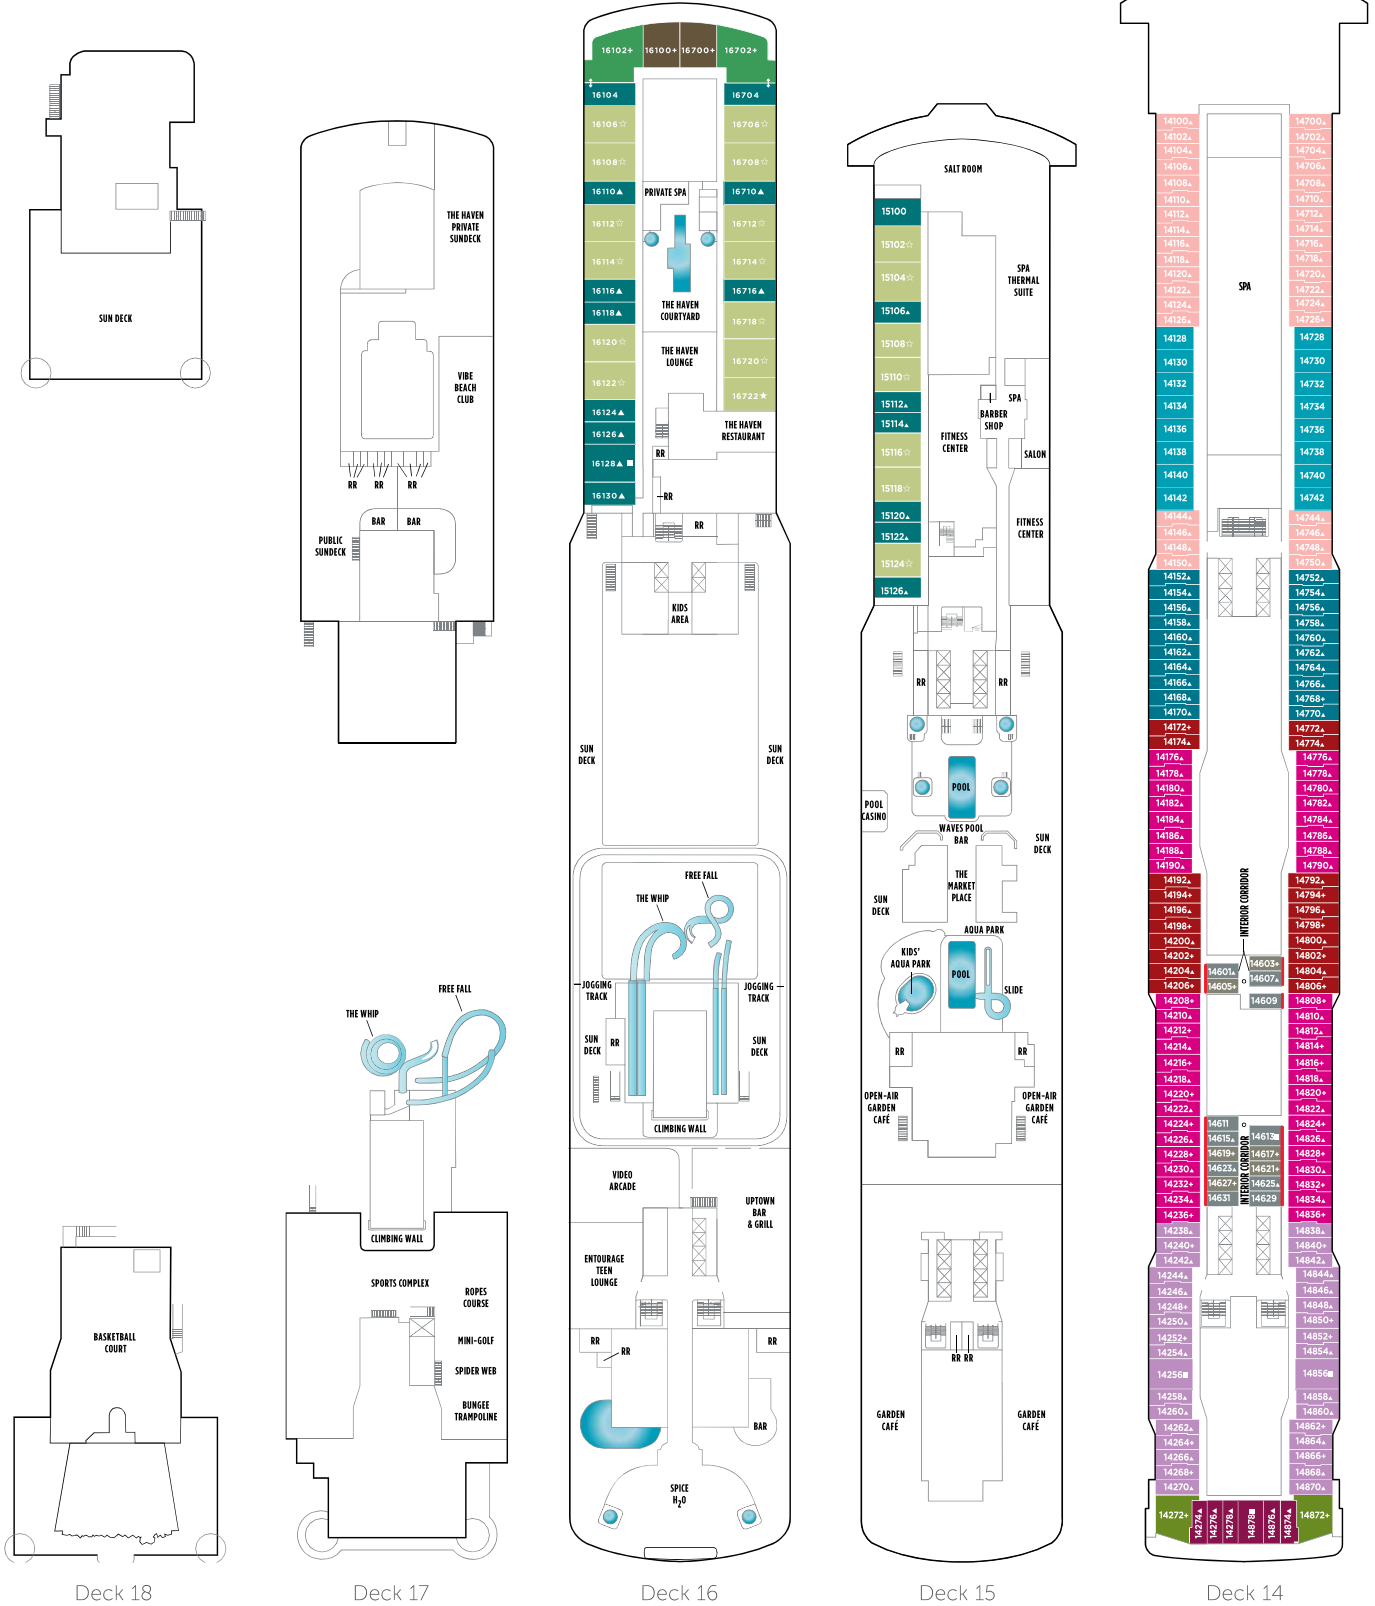 SUN DECK
BASKETBALL
COURT
Deck 18
THE HAVEN
PRIVATE
SUNDECK
VIBE
BEACH
CLUB
RR
RR
RR
BAR
BAR
PUBLIC
SUNDECK
FREE FALL
THE WHIP
CLIMBING WALL
SPORTS COMPLEX
ROPES
COURSE
MINI-GOLF
SPIDER WEB
BUNGEE
TRAMPOLINE
Deck 17
16102+
16100+
16700+
16702+
16104
16704
16106☆
16706☆
16108☆
16708☆
16110▲
16710▲
PRIVATE SPA
16112☆
16712☆
16114☆
16714☆
16116▲
16716▲
16118▲
THE HAVEN
COURTYARD
16718☆
16120☆
THE HAVEN
LOUNGE
16720☆
16122☆
16722★
16124▲
16126▲
THE HAVEN
RESTAURANT
RR
16128▲■
16130▲
RR
RR
KIDS
AREA
SUN
DECK
SUN
DECK
FREE FALL
THE WHIP
JOGGING
TRACK
JOGGING
TRACK
SUN
DECK
RR
SUN
DECK
CLIMBING WALL
VIDEO
ARCADE
UPTOWN
BAR
& GRILL
ENTOURAGE
TEEN
LOUNGE
RR
RR
RR
BAR
SPICE
H2O
Deck 16
SALT ROOM
15100
15102☆
15104☆
SPA
THERMAL
SUITE
15106▲
15108☆
15110☆
15112▲
SPA
15114▲
BARBER
SHOP
FITNESS
CENTER
15116☆
SALON
15118☆
15120▲
15122▲
FITNESS
CENTER
15124☆
15126▲
RR
RR
POOL
POOL
CASINO
WAVES POOL
BAR
SUN
DECK
THE
MARKET
PLACE
SUN
DECK
AQUA PARK
KIDS'
AQUA PARK
POOL
SLIDE
RR
RR
OPEN-AIR
GARDEN
CAFÉ
OPEN-AIR
GARDEN
CAFÉ
RR RR
GARDEN
CAFÉ
GARDEN
CAFÉ
Deck 15
14100▲
14102▲
14104▲
14106▲
14108▲
14110▲
14112▲
14114▲
14116▲
14118▲
14120▲
14122▲
14124▲
14126▲
14128
14130
14132
14134
14136
14138
14140
14142
14144▲
14146▲
14148▲
14150▲
14152▲
14154▲
14156▲
14158▲
14160▲
14162▲
14164▲
14166▲
14168▲
14170▲
14172+
14174▲
14176▲
14178▲
14180▲
14182▲
14184▲
14186▲
14188▲
14190▲
14192▲
14194+
14196▲
14198+
14200▲
14202+
14204▲
14206+
14208+
14210▲
14212+
14214▲
14216+
14218▲
14220+
14222▲
14224+
14226▲
14228+
14230▲
14232+
14234▲
14236+
14238▲
14240+
14242▲
14244▲
14246▲
14248+
14250▲
14252+
14254▲
14256■
14258▲
14260▲
14262▲
14264+
14266▲
14268+
14270▲
14272+
SPA
INTERIOR CORRIDOR
14601▲
14605+
14603+
14607▲
14609
14611
14615▲
14619+
14623▲
14627+
14631
INTERIOR CORRIDOR
14613■
14617+
14621+
14625▲
14629
14274▲
14276▲
14278▲
14878■
14876▲
14874▲
14700▲
14702▲
14704▲
14706▲
14708▲
14710▲
14712▲
14714▲
14716▲
14718▲
14720▲
14722▲
14724▲
14726▲
14728
14730
14732
14734
14736
14738
14740
14742
14744▲
14746▲
14748▲
14750▲
14752▲
14754▲
14756▲
14758▲
14760▲
14762▲
14764▲
14766▲
14768+
14770▲
14772▲
14774▲
14776▲
14778▲
14780▲
14782▲
14784▲
14786▲
14788▲
14790▲
14792▲
14794+
14796▲
14798+
14800▲
14802+
14804▲
14806+
14808+
14810▲
14812▲
14814+
14816+
14818▲
14820+
14822▲
14824+
14826▲
14828+
14830▲
14832+
14834▲
14836+
14838▲
14840+
14842▲
14844▲
14846▲
14848▲
14850+
14852+
14854▲
14856■
14858▲
14860▲
14862+
14864▲
14866+
14868▲
14870▲
14872+
Deck 14